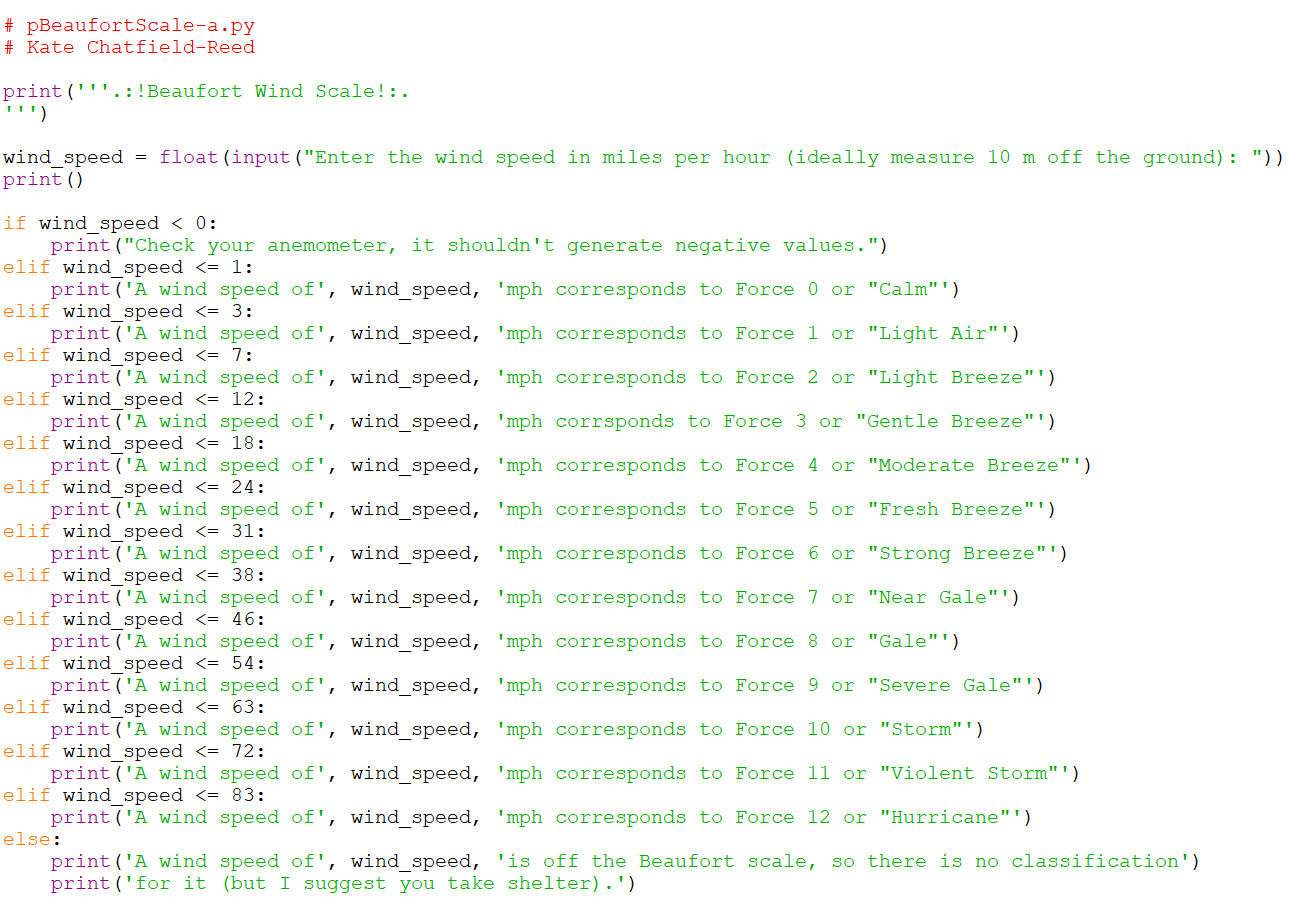 # pBeaufortScale-a.py
# Kate Chatfield-Reed

print('''.:!Beaufort Wind Scale!:.
''')

wind_speed = float(input("Enter the wind speed in miles per hour (ideally measure 10 m off the ground): "))
print()

if wind_speed < 0:
    print("Check your anemometer, it shouldn't generate negative values.")
elif wind_speed <= 1:
    print('A wind speed of', wind_speed, 'mph corresponds to Force 0 or "Calm"')
elif wind_speed <= 3:
    print('A wind speed of', wind_speed, 'mph corresponds to Force 1 or "Light Air"')
elif wind_speed <= 7:
    print('A wind speed of', wind_speed, 'mph corresponds to Force 2 or "Light Breeze"')
elif wind_speed <= 12:
    print('A wind speed of', wind_speed, 'mph corrsponds to Force 3 or "Gentle Breeze"')
elif wind_speed <= 18:
    print('A wind speed of', wind_speed, 'mph corresponds to Force 4 or "Moderate Breeze"')
elif wind_speed <= 24:
    print('A wind speed of', wind_speed, 'mph corresponds to Force 5 or "Fresh Breeze"')
elif wind_speed <= 31:
    print('A wind speed of', wind_speed, 'mph corresponds to Force 6 or "Strong Breeze"')
elif wind_speed <= 38:
    print('A wind speed of', wind_speed, 'mph corresponds to Force 7 or "Near Gale"')
elif wind_speed <= 46:
    print('A wind speed of', wind_speed, 'mph corresponds to Force 8 or "Gale"')
elif wind_speed <= 54:
    print('A wind speed of', wind_speed, 'mph corresponds to Force 9 or "Severe Gale"')
elif wind_speed <= 63:
    print('A wind speed of', wind_speed, 'mph corresponds to Force 10 or "Storm"')
elif wind_speed <= 72:
    print('A wind speed of', wind_speed, 'mph corresponds to Force 11 or "Violent Storm"')
elif wind_speed <= 83:
    print('A wind speed of', wind_speed, 'mph corresponds to Force 12 or "Hurricane"')
else:
    print('A wind speed of', wind_speed, 'is off the Beaufort scale, so there is no classification')
    print('for it (but I suggest you take shelter).')